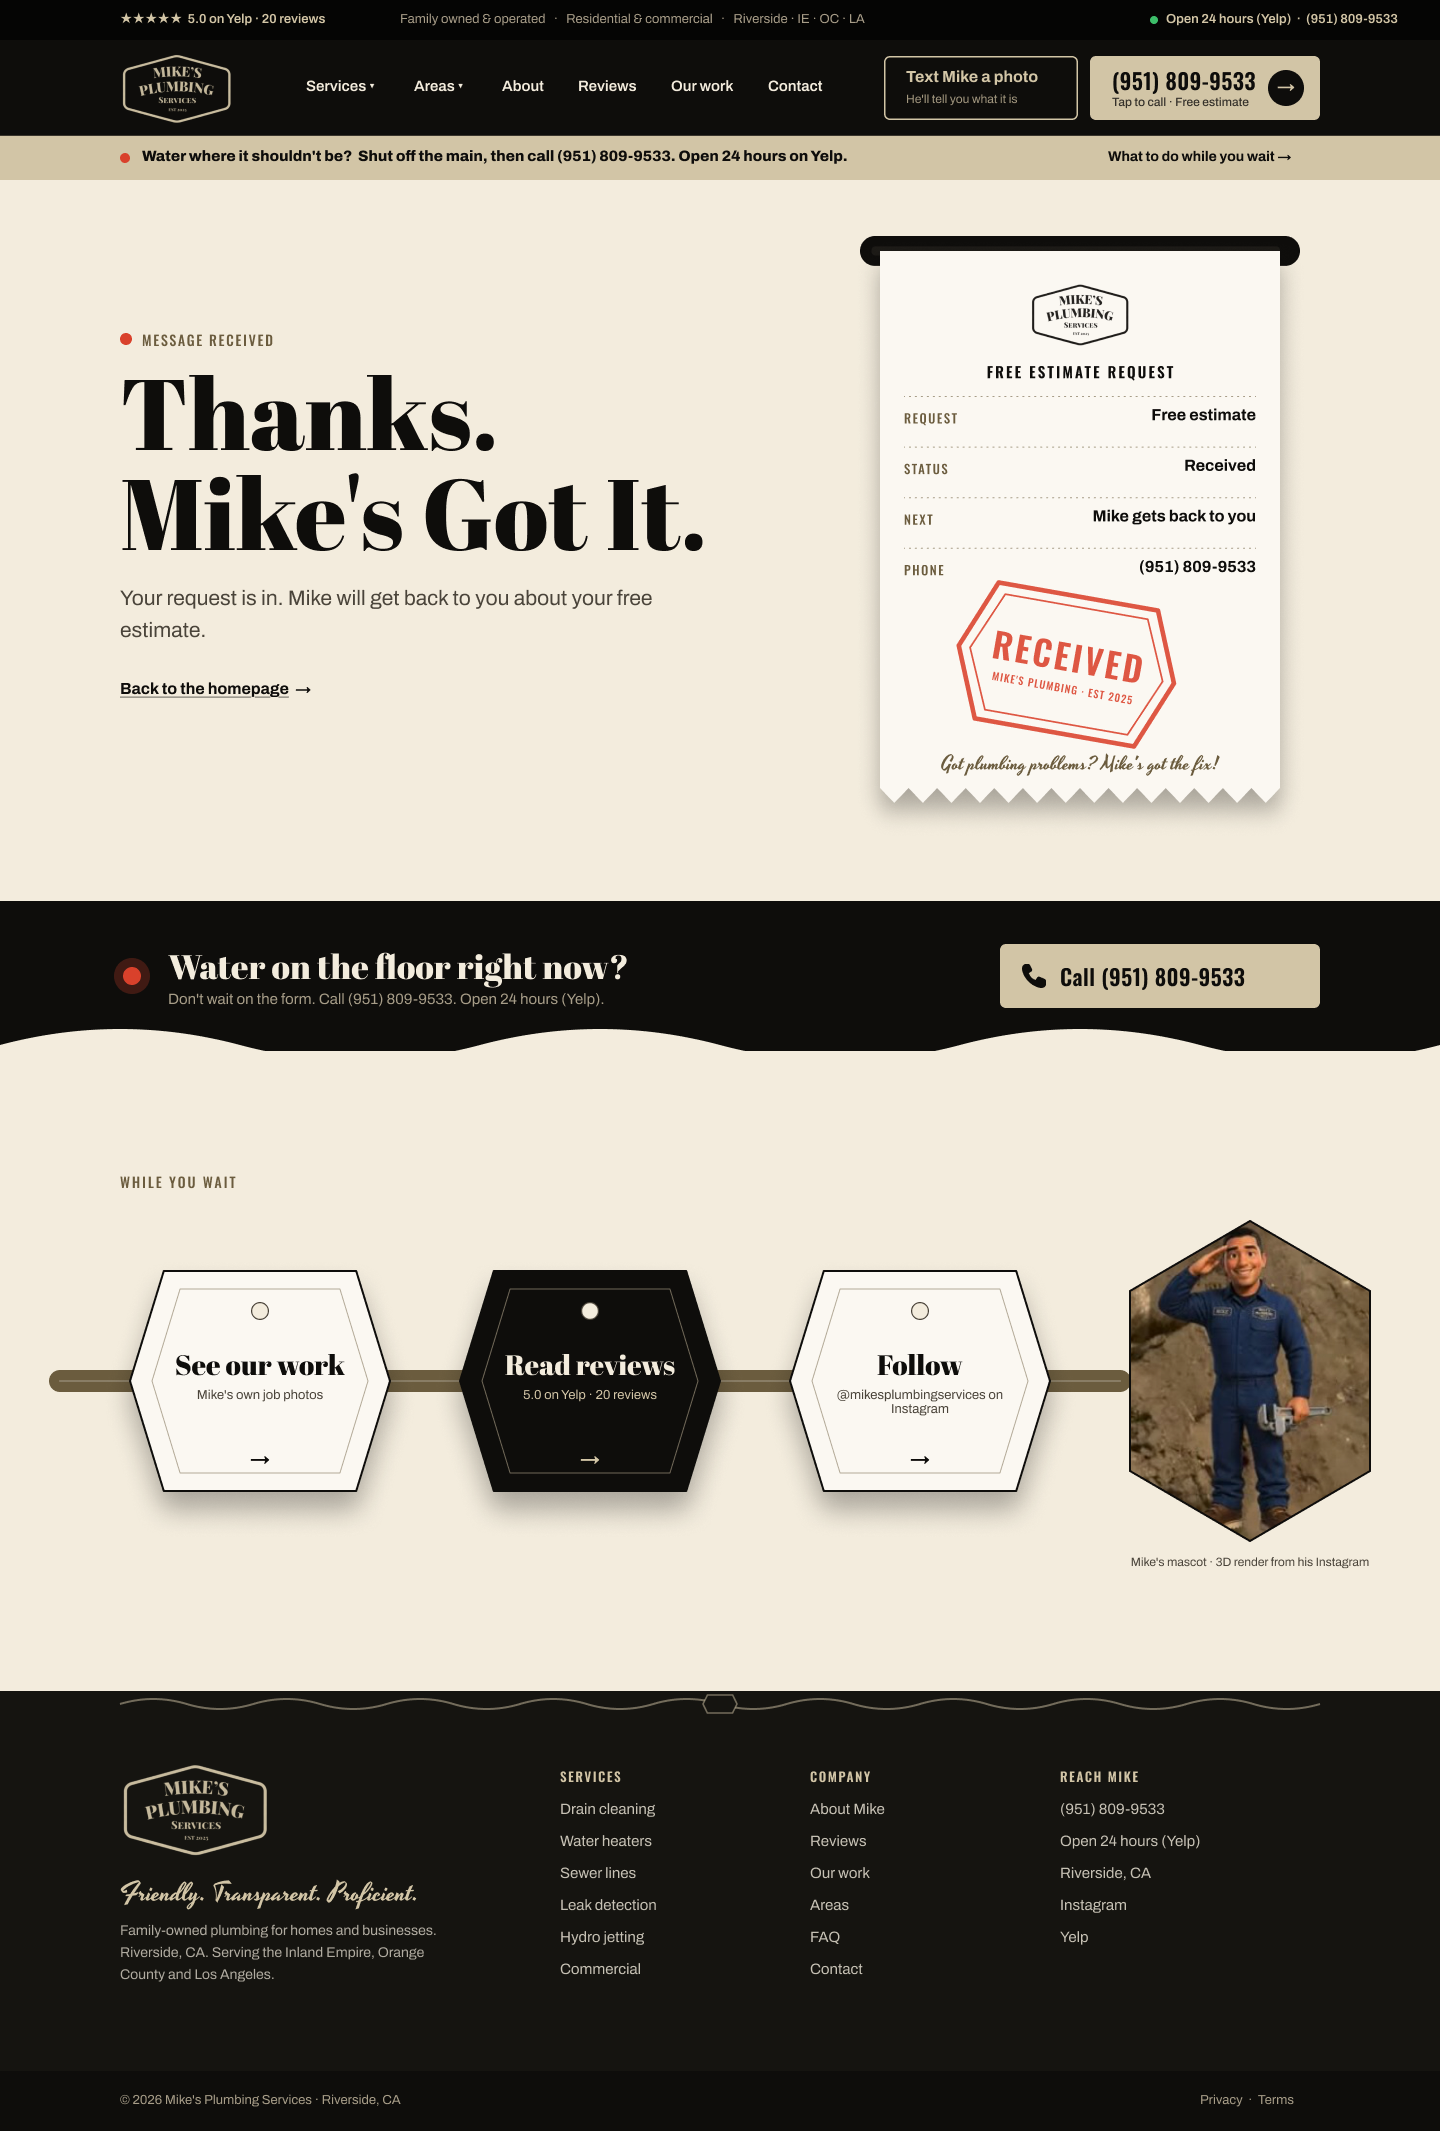 ★★★★★ 5.0 on Yelp · 20 reviews
Family owned & operated · Residential & commercial · Riverside · IE · OC · LA
Open 24 hours (Yelp) · (951) 809-9533
MIKE'S
PLUMBING
SERVICES
EST 2025
Services ▾
Areas ▾
About
Reviews
Our work
Contact
Text Mike a photo
He'll tell you what it is
(951) 809-9533
Tap to call · Free estimate
→
Water where it shouldn't be? Shut off the main, then call (951) 809-9533. Open 24 hours on Yelp.
What to do while you wait →
MESSAGE RECEIVED
Thanks.
Mike's Got It.
Your request is in. Mike will get back to you about your free
estimate.
Back to the homepage →
MIKE'S
PLUMBING
SERVICES
EST 2025
FREE ESTIMATE REQUEST
REQUEST Free estimate
STATUS Received
NEXT Mike gets back to you
PHONE (951) 809-9533
RECEIVED
MIKE'S PLUMBING · EST 2025
Got plumbing problems? Mike's got the fix!
Water on the floor right now?
Don't wait on the form. Call (951) 809-9533. Open 24 hours (Yelp).
Call (951) 809-9533
WHILE YOU WAIT
See our work
Mike's own job photos
→
Read reviews
5.0 on Yelp · 20 reviews
→
Follow
@mikesplumbingservices on
Instagram
→
Mike's mascot · 3D render from his Instagram
MIKE'S
PLUMBING
SERVICES
EST 2025
Friendly. Transparent. Proficient.
Family-owned plumbing for homes and businesses.
Riverside, CA. Serving the Inland Empire, Orange
County and Los Angeles.
SERVICES
Drain cleaning
Water heaters
Sewer lines
Leak detection
Hydro jetting
Commercial
COMPANY
About Mike
Reviews
Our work
Areas
FAQ
Contact
REACH MIKE
(951) 809-9533
Open 24 hours (Yelp)
Riverside, CA
Instagram
Yelp
© 2026 Mike's Plumbing Services · Riverside, CA
Privacy · Terms